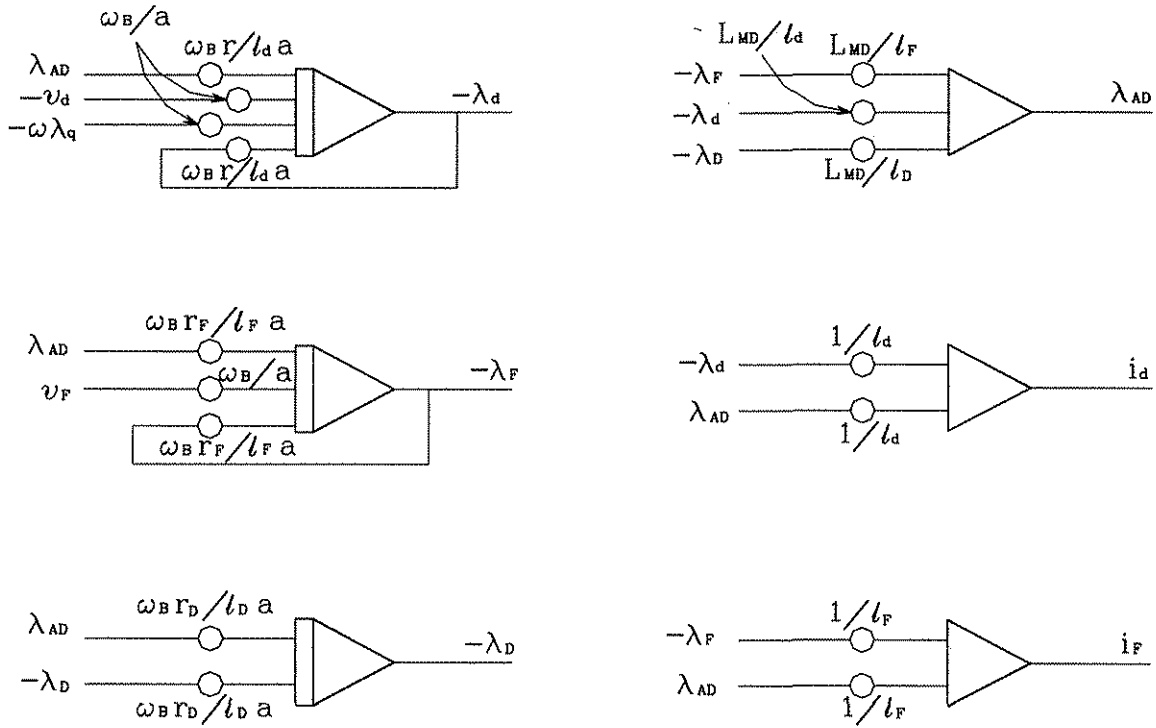 ωB/a
ωB r/ld a
λAD
-υd
-ωλq
-λd
ωB r/ld a
LMD/ld
LMD/lF
-λF
-λd
-λD
λAD
LMD/lD
ωB rF/lF a
λAD
ωB/a
υF
-λF
ωB rF/lF a
1/ld
-λd
λAD
id
1/ld
ωB rD/lD a
λAD
-λD
-λD
ωB rD/lD a
1/lF
-λF
λAD
iF
1/lF